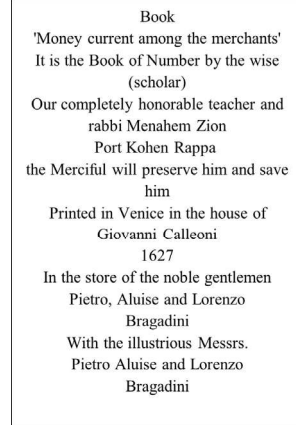 Book
'Money current among the merchants'
It is the Book of Number by the wise
(scholar)
Our completely honorable teacher and
rabbi Menahem Zion
Port Kohen Rappa
the Merciful will preserve him and save
him
Printed in Venice in the house of
Giovanni Calleoni
1627
In the store of the noble gentlemen
Pietro, Aluise and Lorenzo
Bragadini
With the illustrious Messrs.
Pietro Aluise and Lorenzo
Bragadini